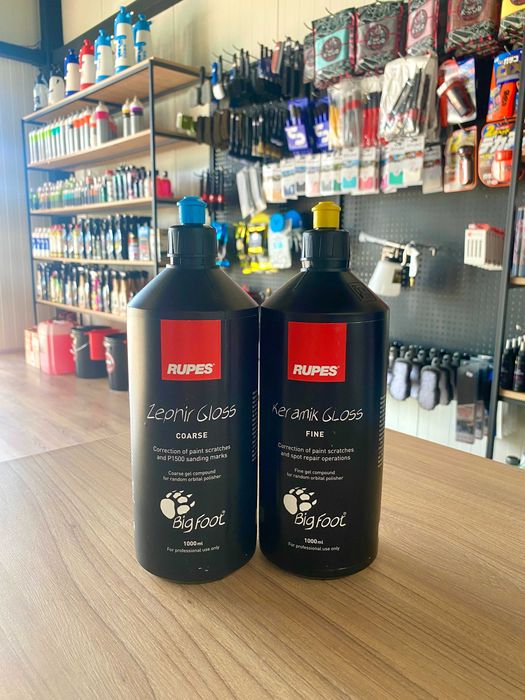 RUPES
Zephir Gloss
COARSE
Correction of paint scratches
and P1500 sanding marks
Coarse gel compound
for random orbital polisher
BigFoot
1000ml
For professional use only
RUPES
Keramik Gloss
FINE
Correction of paint scratches
and spot repair operations
Fine gel compound
for random orbital polisher
BigFoot
1000ml
For professional use only